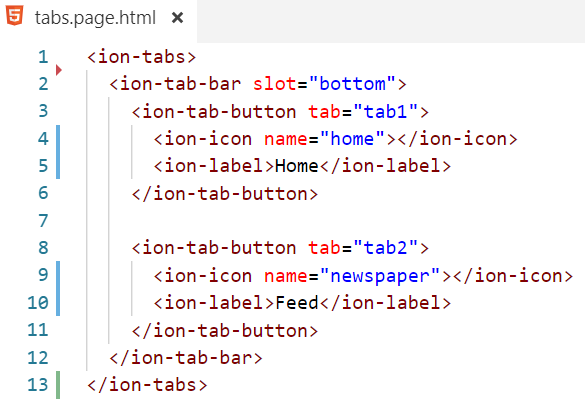 tabs.page.html ×
1 <ion-tabs>
2 <ion-tab-bar slot="bottom">
3 <ion-tab-button tab="tab1">
4 <ion-icon name="home"></ion-icon>
5 <ion-label>Home</ion-label>
6 </ion-tab-button>
7
8 <ion-tab-button tab="tab2">
9 <ion-icon name="newspaper"></ion-icon>
10 <ion-label>Feed</ion-label>
11 </ion-tab-button>
12 </ion-tab-bar>
13 </ion-tabs>